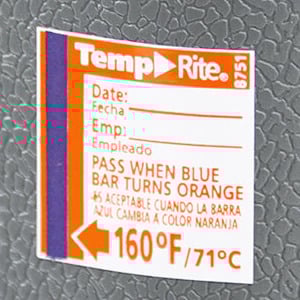 Temp Rite®
8751
Date:
Fecha
Emp:
Empleado
PASS WHEN BLUE
BAR TURNS ORANGE
ES ACEPTABLE CUANDO LA BARRA
AZUL CAMBIA A COLOR NARANJA
160°F/71°C